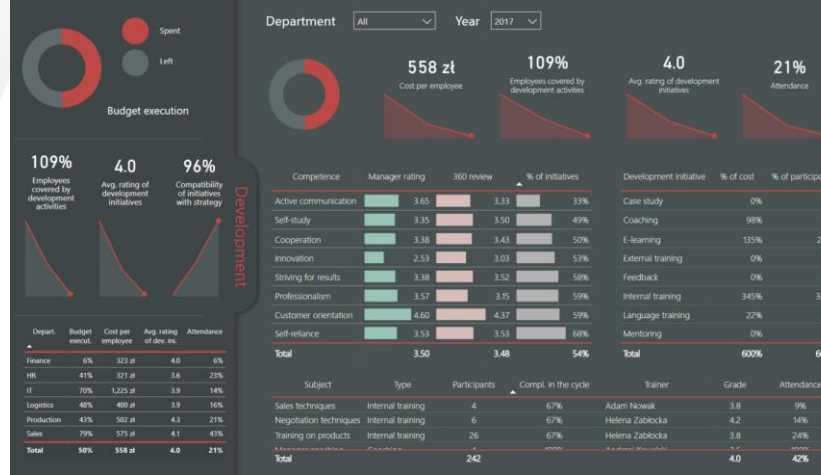 Spent
Left
Budget execution
109%
Employees covered by development activities
4.0
Avg. rating of development initiatives
96%
Compatibility of initiatives with strategy
Development
Depart. Budget execut. Cost per employee Avg. rating of dev. ini. Attendance
Finance 6% 323 zł 4.0 6%
HR 41% 321 zł 3.6 23%
IT 70% 1,225 zł 3.9 14%
Logistics 48% 400 zł 3.9 16%
Production 43% 502 zł 4.3 21%
Sales 79% 575 zł 4.1 43%
Total 50% 558 zł 4.0 21%
Department All Year 2017
558 zł
Cost per employee
109%
Employees covered by
development activities
4.0
Avg. rating of development
initiatives
21%
Attendance
Competence Manager rating 360 review % of initiatives
Active communication 3.65 3.33 33%
Self-study 3.35 3.50 49%
Cooperation 3.38 3.43 50%
Innovation 2.53 3.03 53%
Striving for results 3.38 3.52 58%
Professionalism 3.57 3.15 59%
Customer orientation 4.60 4.37 59%
Self-reliance 3.53 3.53 68%
Total 3.50 3.48 54%
Development initiative % of cost % of participa
Case study 0%
Coaching 98%
E-learning 135% 2
External training 0%
Feedback 0%
Internal training 345% 3
Language training 22%
Mentoring 0%
Total 600% 60
Subject Type Participants Compl. in the cycle Trainer Grade Attendance
Sales techniques Internal training 4 67% Adam Nowak 3.8 9%
Negotiation techniques Internal training 6 67% Helena Zabłocka 4.2 14%
Training on products Internal training 26 67% Helena Zabłocka 3.8 24%
Total 242 4.0 42%